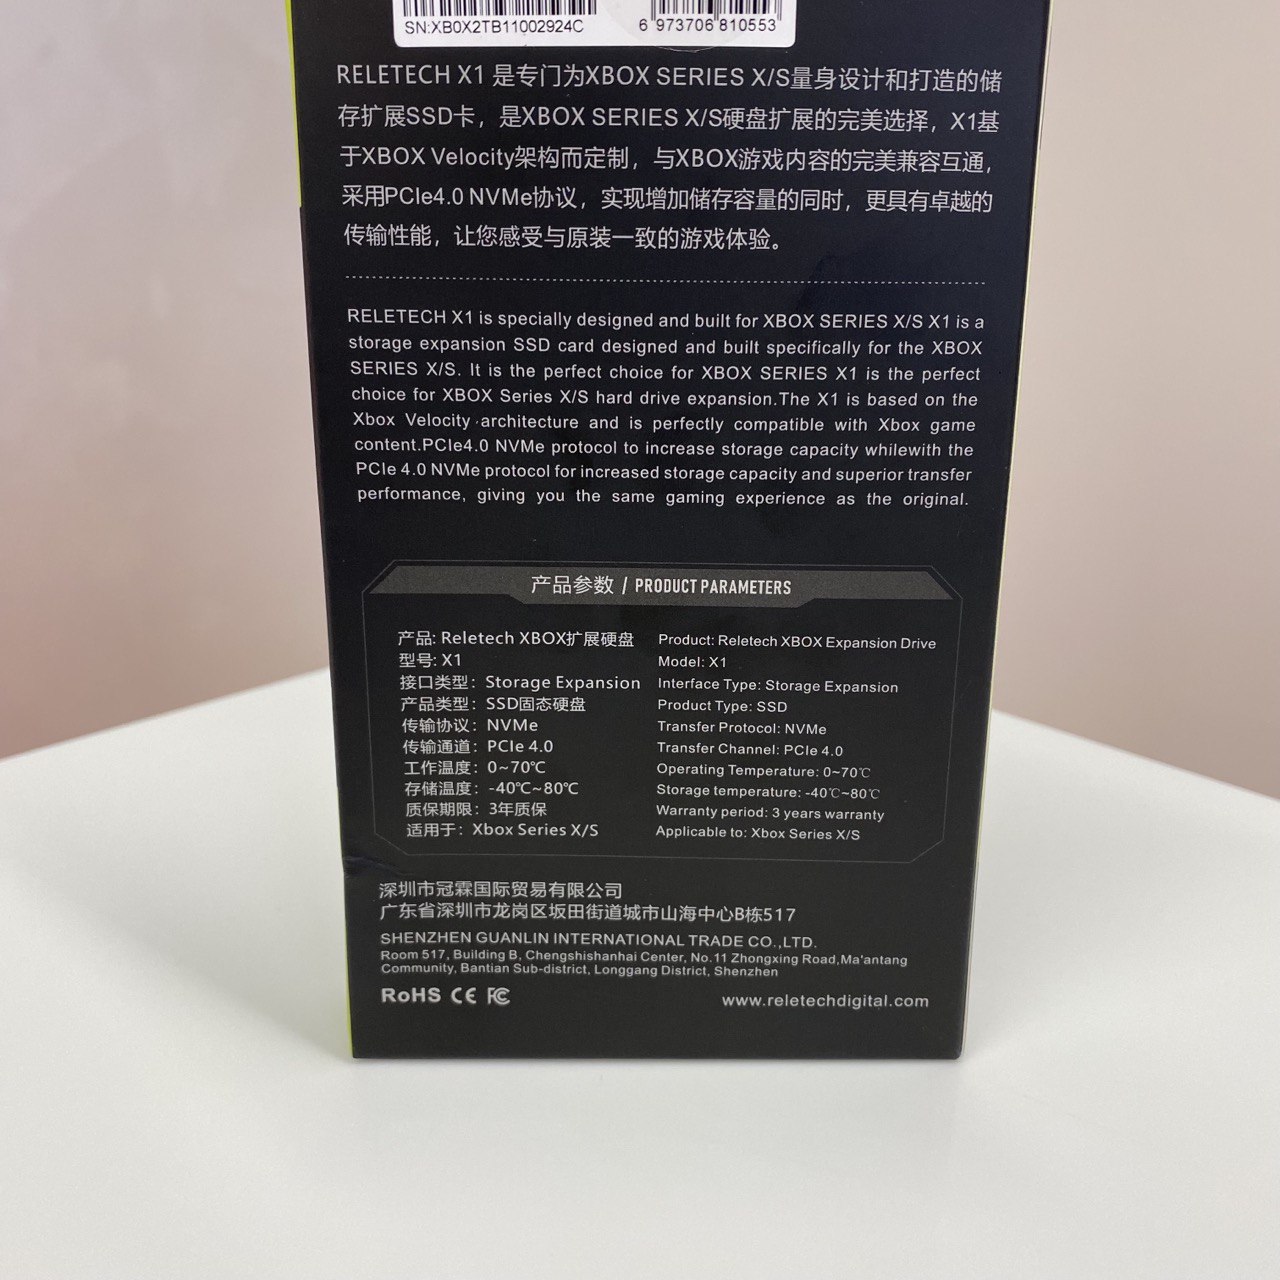 SN:XB0X2TB11002924C
6 973706 810553
RELETECH X1 是专门为XBOX SERIES X/S量身设计和打造的储
存扩展SSD卡，是XBOX SERIES X/S硬盘扩展的完美选择，X1基
于XBOX Velocity架构而定制，与XBOX游戏内容的完美兼容互通，
采用PCIe4.0 NVMe协议，实现增加储存容量的同时，更具有卓越的
传输性能，让您感受与原装一致的游戏体验。
RELETECH X1 is specially designed and built for XBOX SERIES X/S X1 is a
storage expansion SSD card designed and built specifically for the XBOX
SERIES X/S. It is the perfect choice for XBOX SERIES X1 is the perfect
choice for XBOX Series X/S hard drive expansion.The X1 is based on the
Xbox Velocity architecture and is perfectly compatible with Xbox game
content.PCIe4.0 NVMe protocol to increase storage capacity whilewith the
PCIe 4.0 NVMe protocol for increased storage capacity and superior transfer
performance, giving you the same gaming experience as the original.
产品参数 / PRODUCT PARAMETERS
产品: Reletech XBOX扩展硬盘
型号: X1
接口类型：Storage Expansion
产品类型：SSD固态硬盘
传输协议：NVMe
传输通道：PCIe 4.0
工作温度：0~70℃
存储温度：-40℃~80℃
质保期限：3年质保
适用于：Xbox Series X/S
Product: Reletech XBOX Expansion Drive
Model: X1
Interface Type: Storage Expansion
Product Type: SSD
Transfer Protocol: NVMe
Transfer Channel: PCIe 4.0
Operating Temperature: 0~70℃
Storage temperature: -40℃~80℃
Warranty period: 3 years warranty
Applicable to: Xbox Series X/S
深圳市冠霖国际贸易有限公司
广东省深圳市龙岗区坂田街道城市山海中心B栋517
SHENZHEN GUANLIN INTERNATIONAL TRADE CO.,LTD.
Room 517, Building B, Chengshishanhai Center, No.11 Zhongxing Road,Ma'antang
Community, Bantian Sub-district, Longgang District, Shenzhen
RoHS CE FC
www.reletechdigital.com